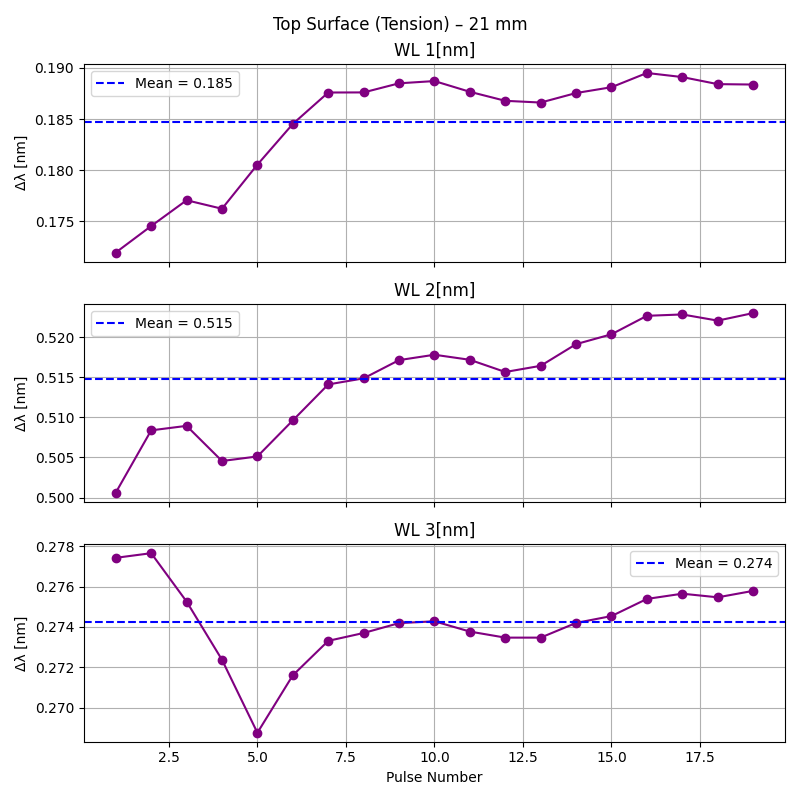 Top Surface (Tension) – 21 mm
WL 1[nm]
0.190
0.185
0.180
0.175
Δλ [nm]
Mean = 0.185
WL 2[nm]
0.520
0.515
0.510
0.505
0.500
Δλ [nm]
Mean = 0.515
WL 3[nm]
0.278
0.276
0.274
0.272
0.270
Δλ [nm]
Mean = 0.274
2.5 5.0 7.5 10.0 12.5 15.0 17.5
Pulse Number